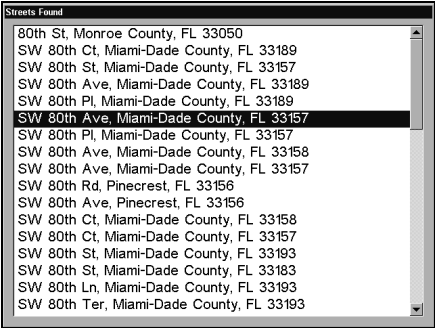 Streets Found
80th St, Monroe County, FL 33050
SW 80th Ct, Miami-Dade County, FL 33189
SW 80th St, Miami-Dade County, FL 33157
SW 80th Ave, Miami-Dade County, FL 33189
SW 80th Pl, Miami-Dade County, FL 33189
SW 80th Ave, Miami-Dade County, FL 33157
SW 80th Pl, Miami-Dade County, FL 33157
SW 80th Ave, Miami-Dade County, FL 33158
SW 80th Ave, Miami-Dade County, FL 33157
SW 80th Rd, Pinecrest, FL 33156
SW 80th Ave, Pinecrest, FL 33156
SW 80th Ct, Miami-Dade County, FL 33158
SW 80th Ct, Miami-Dade County, FL 33157
SW 80th St, Miami-Dade County, FL 33193
SW 80th St, Miami-Dade County, FL 33183
SW 80th Ln, Miami-Dade County, FL 33193
SW 80th Ter, Miami-Dade County, FL 33193